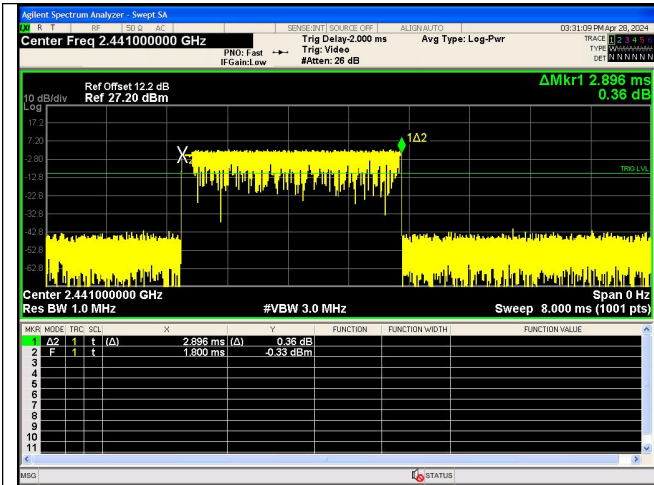 Agilent Spectrum Analyzer - Swept SA
R T RF 50 Ω AC SENSE:INT SOURCE OFF ALIGN AUTO 03:31:09 PM Apr 28, 2024
Center Freq 2.441000000 GHz
PNO: Fast
IFGain:Low
Trig Delay-2.000 ms
Trig: Video
#Atten: 26 dB
Avg Type: Log-Pwr
TRACE 1 2 3 4 5 6
TYPE
DET N N N N N N
ΔMkr1 2.896 ms
0.36 dB
Ref Offset 12.2 dB
10 dB/div Ref 27.20 dBm
Log
17.2
7.20
-2.80
-12.8
-22.8
-32.8
-42.8
-52.8
-62.8
1Δ2
TRIG LVL
Center 2.441000000 GHz Span 0 Hz
Res BW 1.0 MHz #VBW 3.0 MHz Sweep 8.000 ms (1001 pts)
MKR MODE TRC SCL X Y FUNCTION FUNCTION WIDTH FUNCTION VALUE
1 Δ2 1 t (Δ) 2.896 ms (Δ) 0.36 dB
2 F 1 t 1.800 ms -0.33 dBm
3
4
5
6
7
8
9
10
11
MSG STATUS